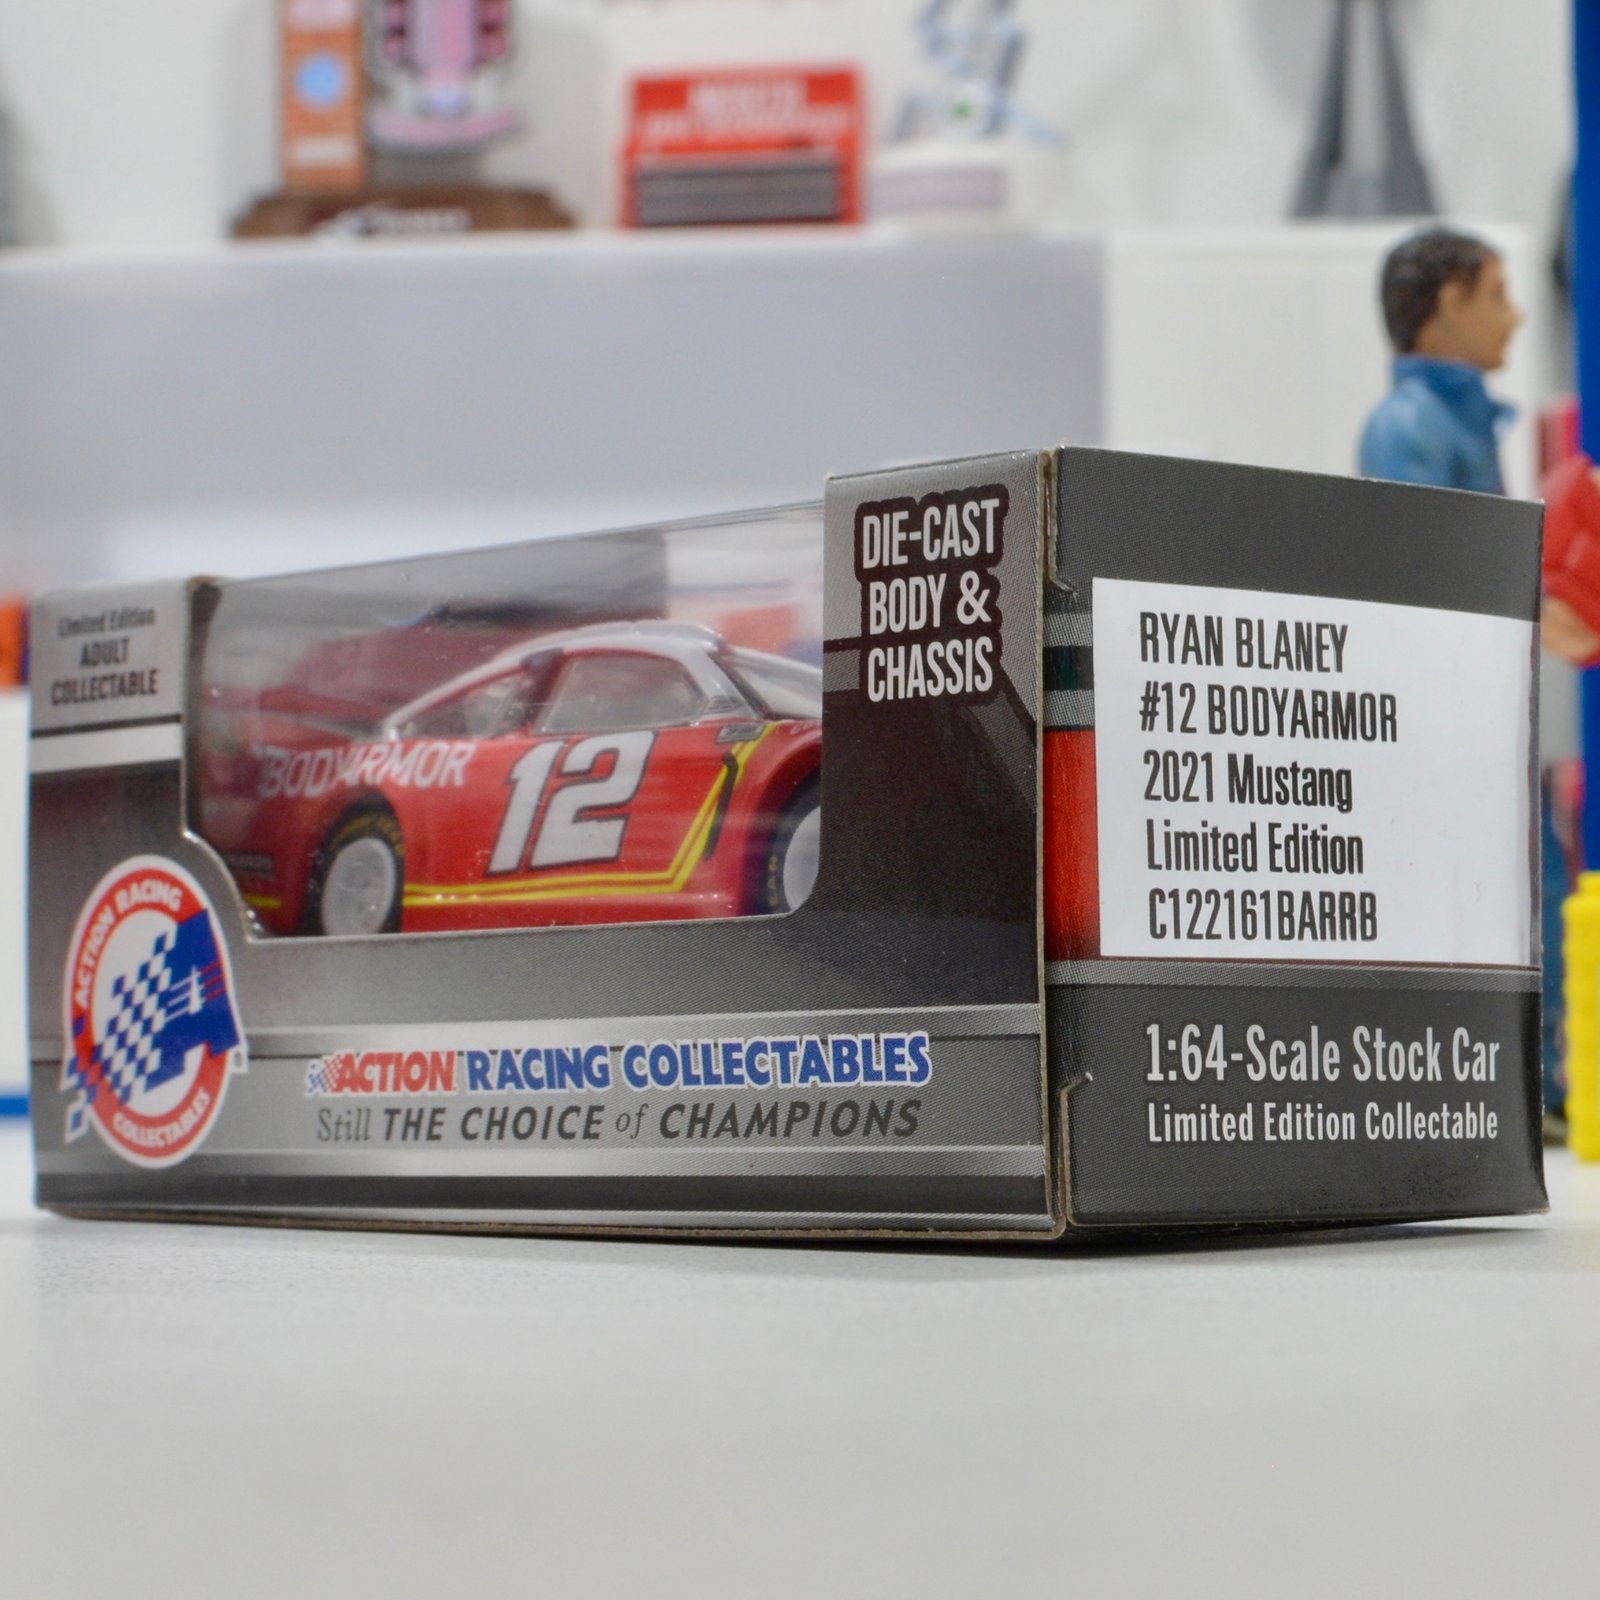 Limited Edition
ADULT
COLLECTABLE
BODYARMOR
12
DIE-CAST
BODY &
CHASSIS
ACTION RACING
COLLECTABLES
ACTION RACING COLLECTABLES
Still THE CHOICE of CHAMPIONS
RYAN BLANEY
#12 BODYARMOR
2021 Mustang
Limited Edition
C122161BARRB
1:64-Scale Stock Car
Limited Edition Collectable